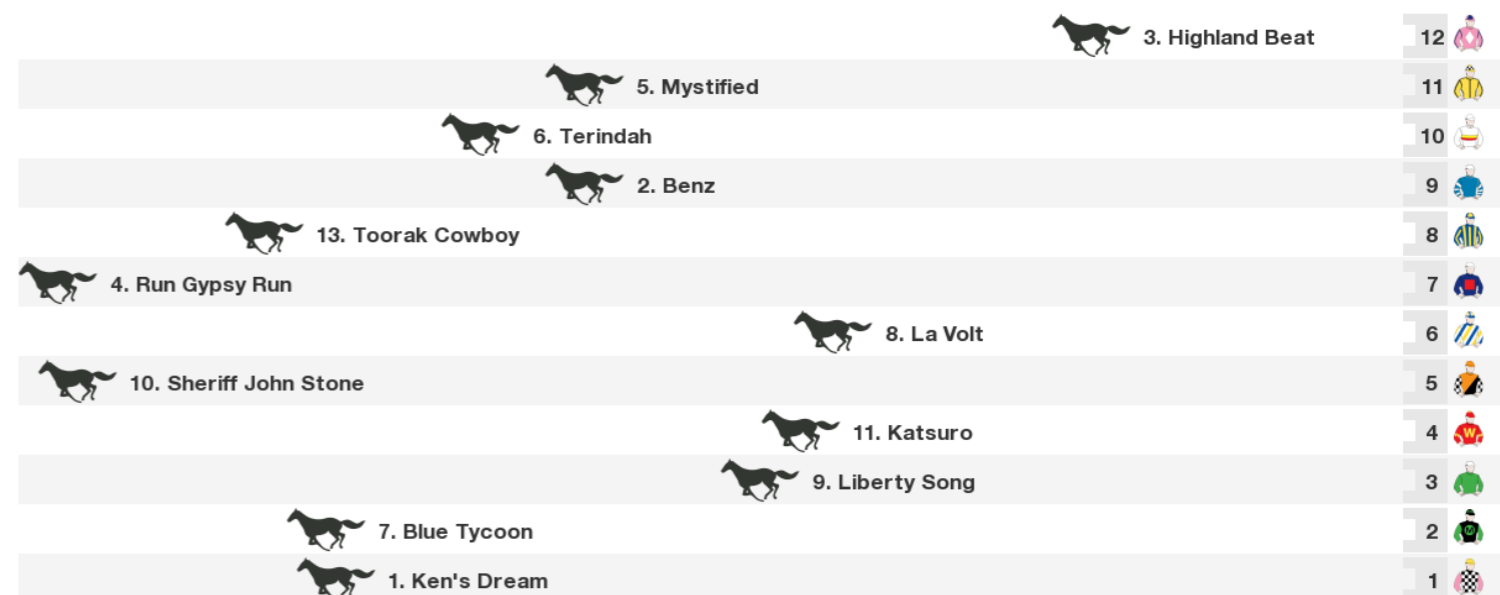 3. Highland Beat 12
5. Mystified 11
6. Terindah 10
2. Benz 9
13. Toorak Cowboy 8
4. Run Gypsy Run 7
8. La Volt 6
10. Sheriff John Stone 5
11. Katsuro 4 W
9. Liberty Song 3
7. Blue Tycoon 2 M
1. Ken's Dream 1